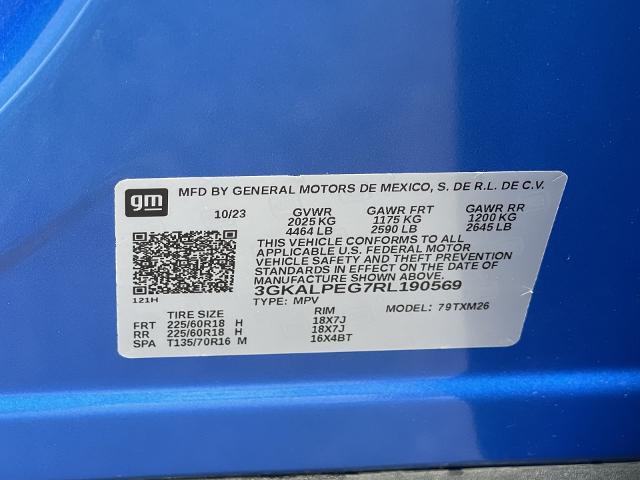 gm
MFD BY GENERAL MOTORS DE MEXICO, S. DE R.L. DE C.V.
10/23 GVWR GAWR FRT GAWR RR
2025 KG 1175 KG 1200 KG
4464 LB 2590 LB 2645 LB
THIS VEHICLE CONFORMS TO ALL
APPLICABLE U.S. FEDERAL MOTOR
VEHICLE SAFETY AND THEFT PREVENTION
STANDARDS IN EFFECT ON THE DATE OF
MANUFACTURE SHOWN ABOVE.
3GKALPEG7RL190569
121H
TYPE: MPV MODEL: 79TXM26
TIRE SIZE RIM
FRT 225/60R18 H 18X7J
RR 225/60R18 H 18X7J
SPA T135/70R16 M 16X4BT